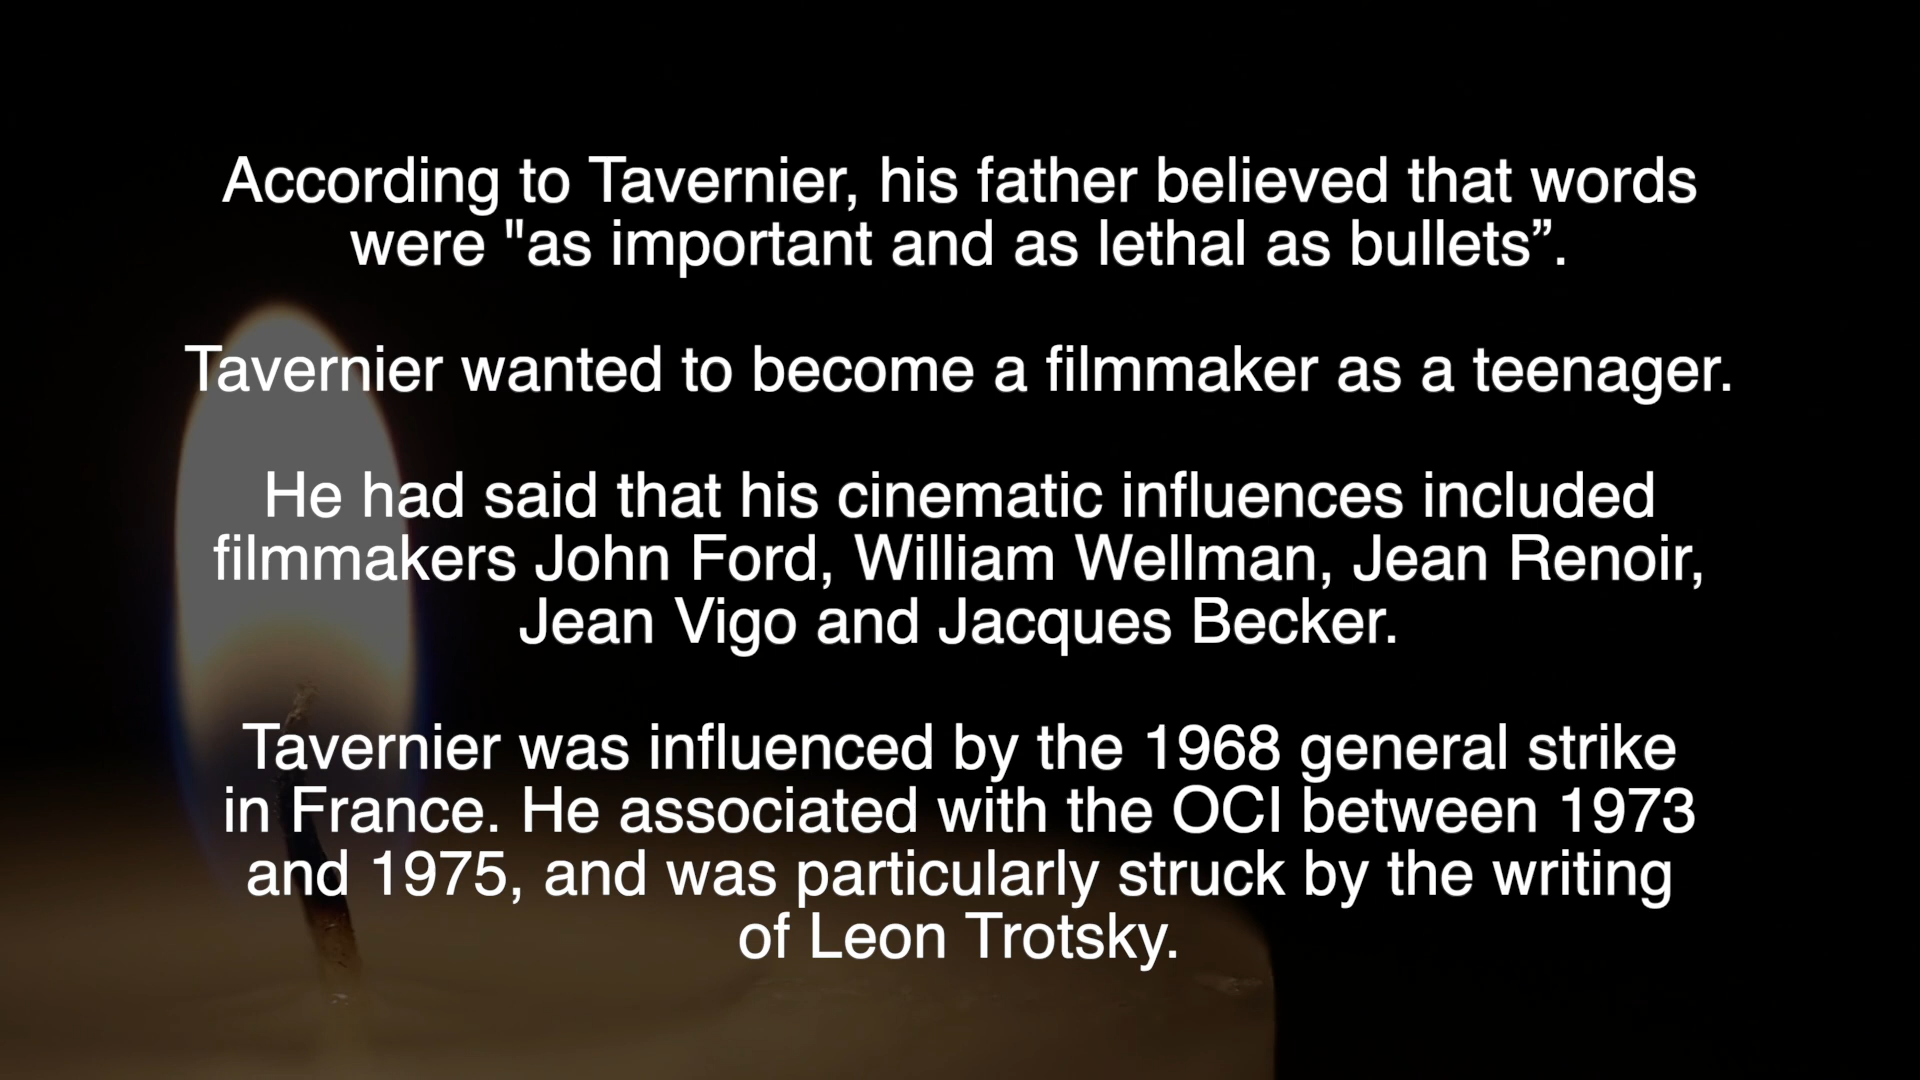 According to Tavernier, his father believed that words
were "as important and as lethal as bullets”.
Tavernier wanted to become a filmmaker as a teenager.
He had said that his cinematic influences included
filmmakers John Ford, William Wellman, Jean Renoir,
Jean Vigo and Jacques Becker.
Tavernier was influenced by the 1968 general strike
in France. He associated with the OCI between 1973
and 1975, and was particularly struck by the writing
of Leon Trotsky.